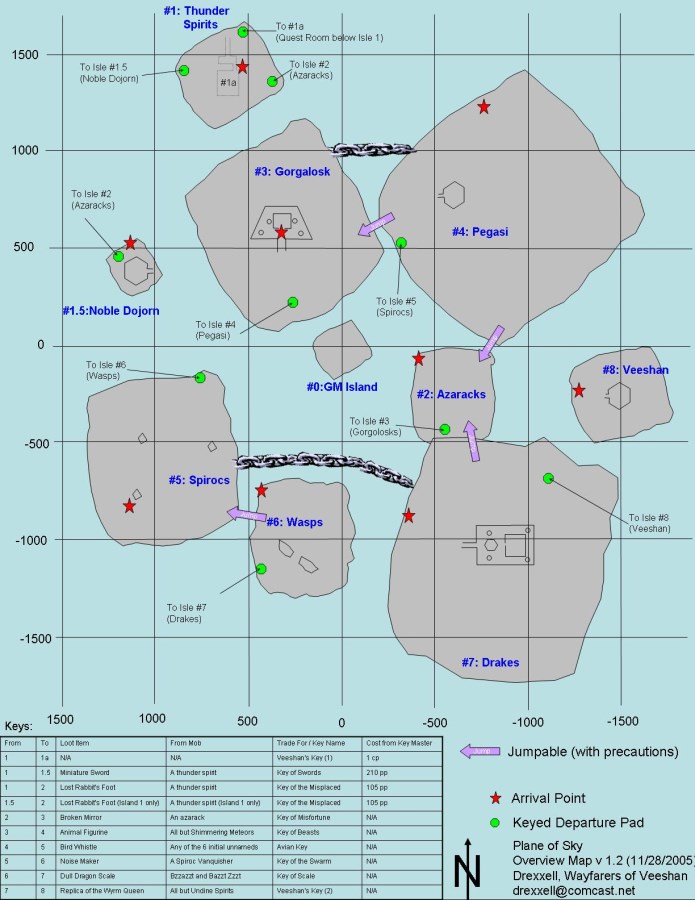 #1: Thunder
Spirits
To #1a
(Quest Room below Isle 1)
To Isle #1.5
(Noble Dojorn)
#1a
To Isle #2
(Azaracks)
1500
1000
#3: Gorgalosk
To Isle #2
(Azaracks)
#4: Pegasi
500
To Isle #5
(Spirocs)
#1.5:Noble Dojorn
To Isle #4
(Pegasi)
0
To Isle #6
(Wasps)
#0:GM Island
#8: Veeshan
#2: Azaracks
To Isle #3
(Gorgolosks)
-500
#5: Spirocs
#6: Wasps
To Isle #8
(Veeshan)
-1000
To Isle #7
(Drakes)
-1500
#7: Drakes
1500 1000 500 0 -500 -1000 -1500
Keys:
From To Loot Item From Mob Trade For / Key Name Cost from Key Master
1 1a N/A N/A Veeshan's Key (1) 1 cp
1 1.5 Miniature Sword A thunder spirit Key of Swords 210 pp
1 2 Lost Rabbit's Foot A thunder spirit Key of the Misplaced 105 pp
1.5 2 Lost Rabbit's Foot (Island 1 only) A thunder spirit (Island 1 only) Key of the Misplaced 105 pp
2 3 Broken Mirror An azarack Key of Misfortune N/A
3 4 Animal Figurine All but Shimmering Meteors Key of Beasts N/A
4 5 Bird Whistle Any of the 6 initial unnameds Avian Key N/A
5 6 Noise Maker A Spiroc Vanquisher Key of the Swarm N/A
6 7 Dull Dragon Scale Bzzazzt and Bazzt Zzzt Key of Scale N/A
7 8 Replica of the Wyrm Queen All but Undine Spirits Veeshan's Key (2) N/A
Jumpable (with precautions)
Arrival Point
Keyed Departure Pad
N
Plane of Sky
Overview Map v 1.2 (11/28/2005)
Drexxell, Wayfarers of Veeshan
drexxell@comcast.net